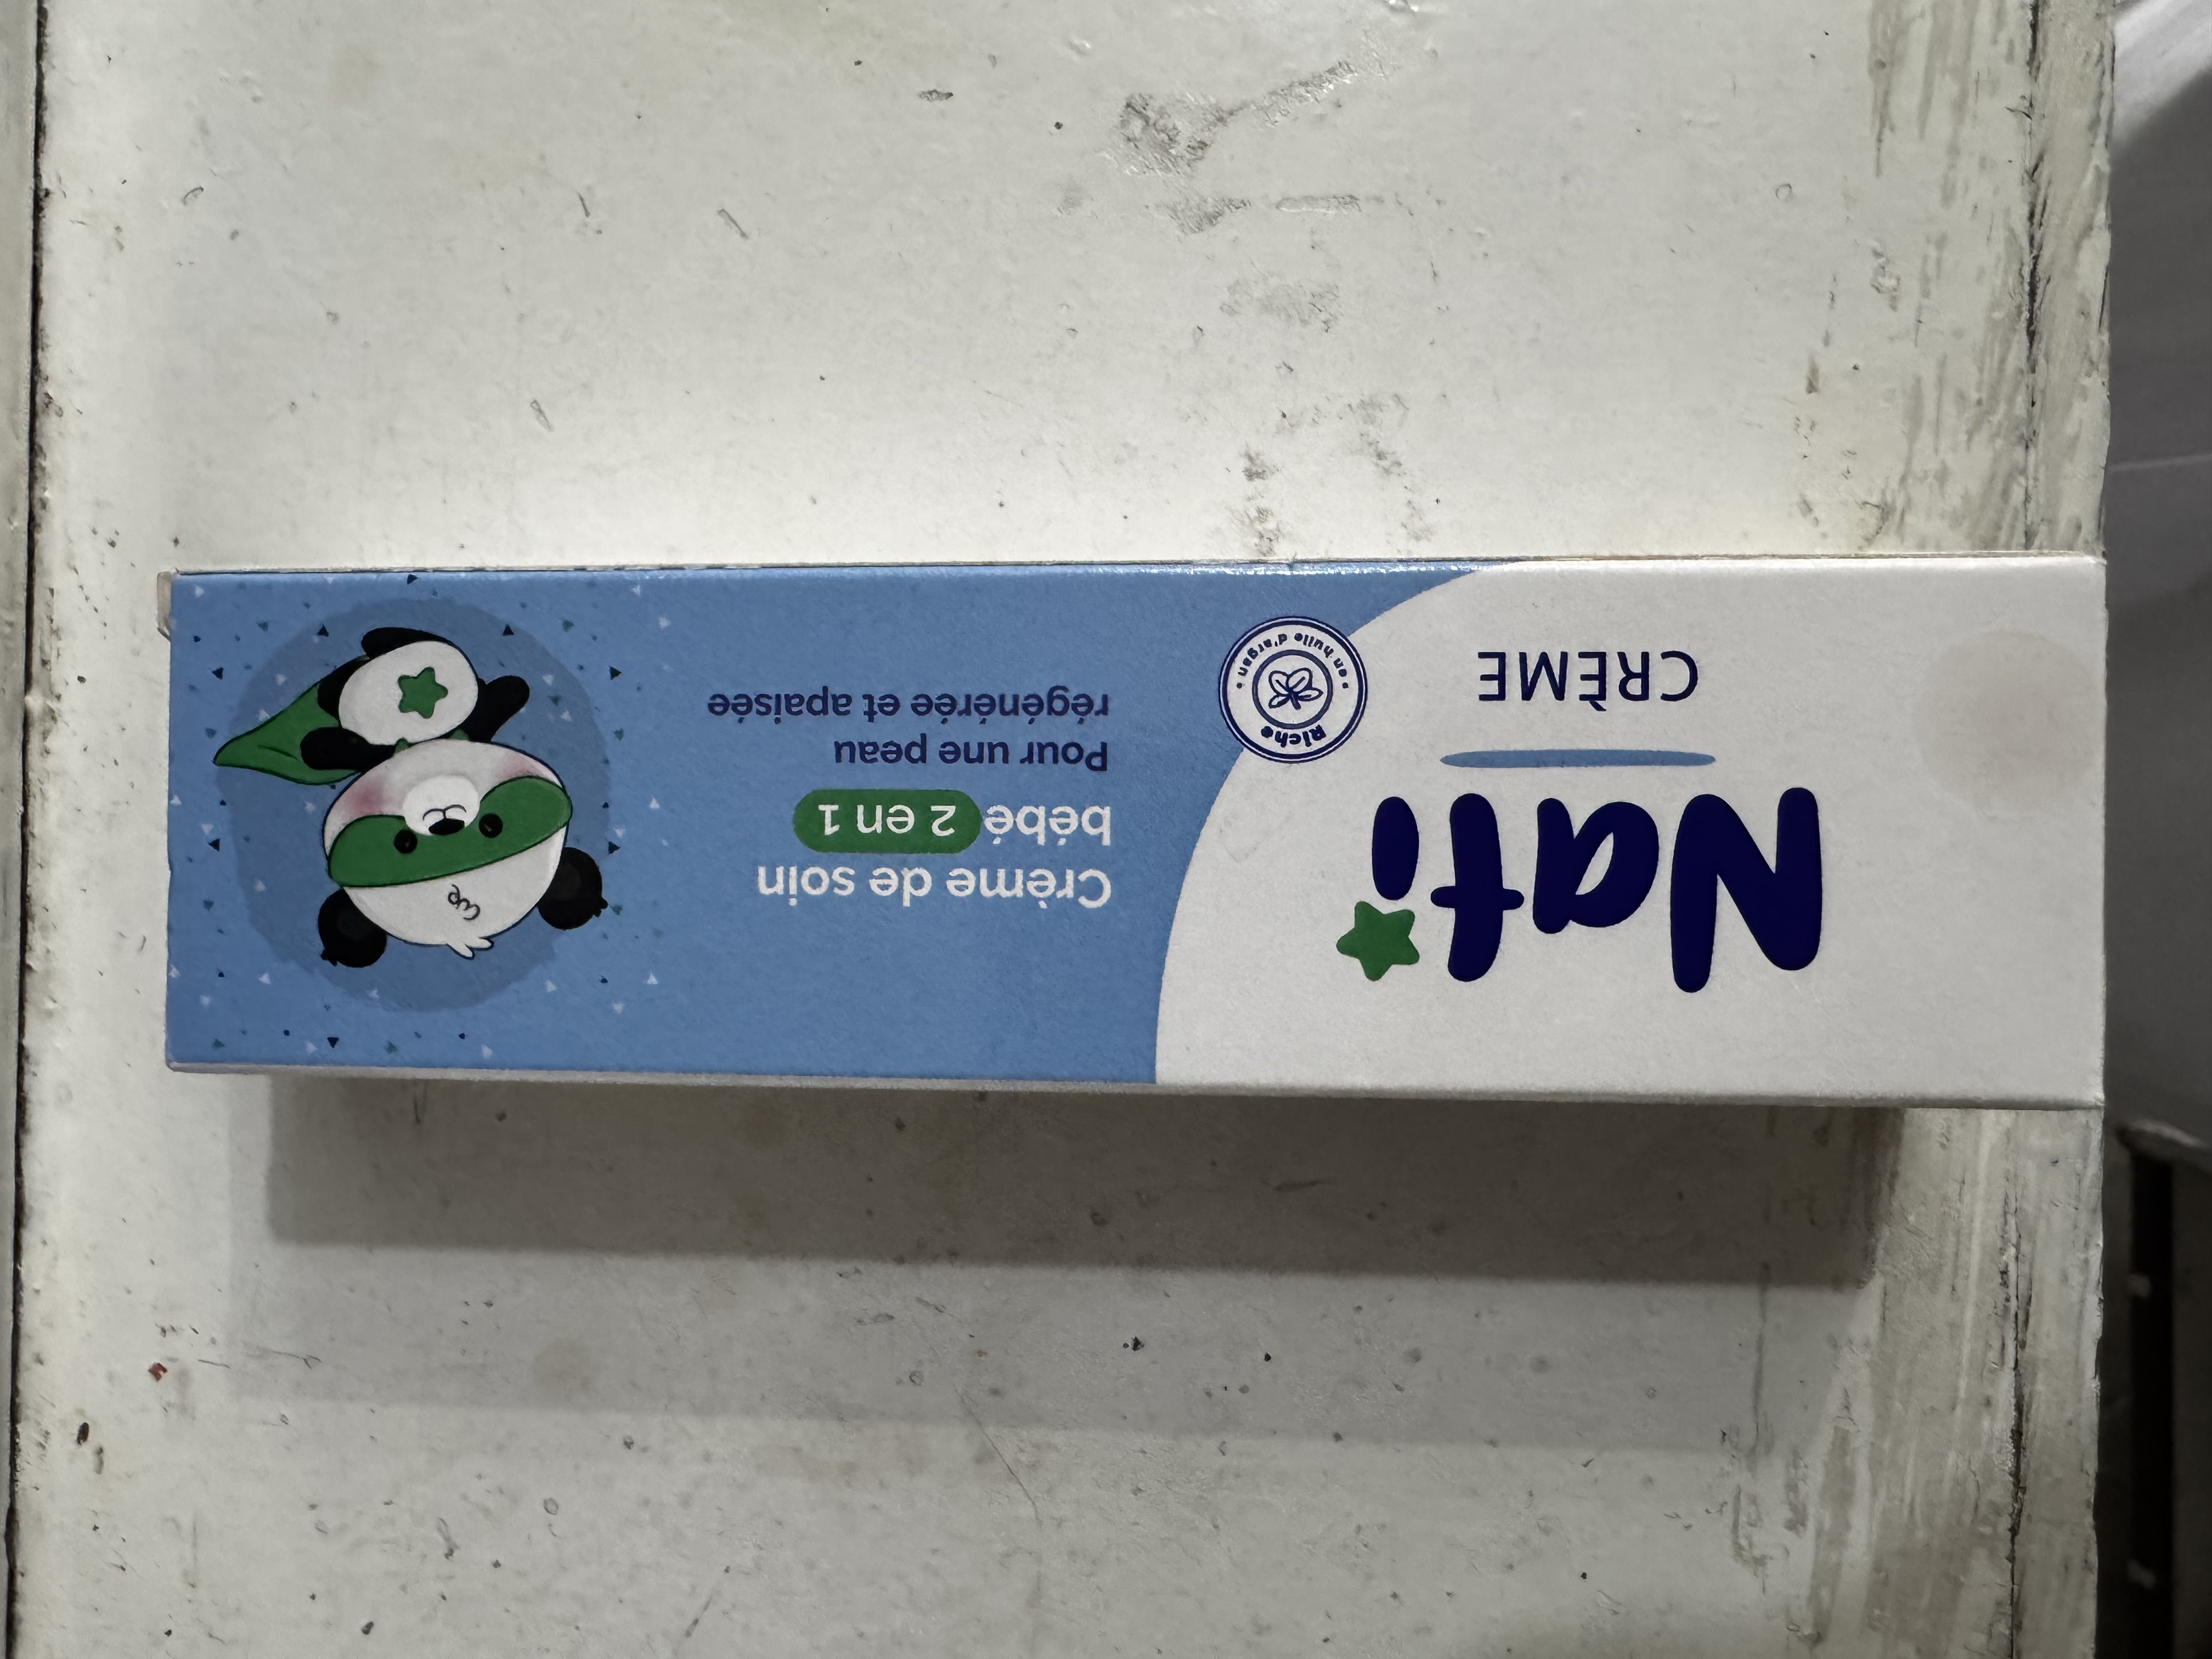 Nati
CRÈME
Riche
en huile d'argan
Crème de soin
bébé 2 en 1
Pour une peau
régénérée et apaisée